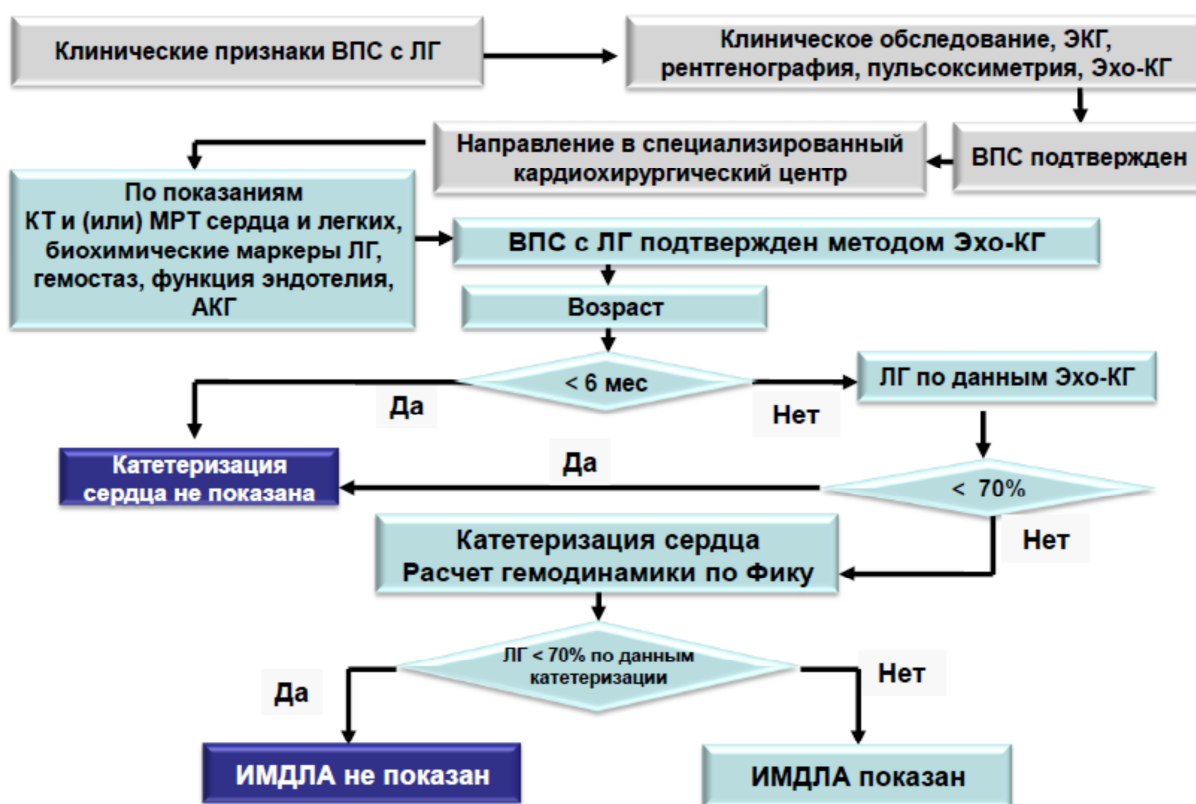 Клинические признаки ВПС с ЛГ
Клиническое обследование, ЭКГ,
рентгенография, пульсоксиметрия, Эхо-КГ
Направление в специализированный
кардиохирургический центр
ВПС подтвержден
По показаниям
КТ и (или) МРТ сердца и легких,
биохимические маркеры ЛГ,
гемостаз, функция эндотелия,
АКГ
ВПС с ЛГ подтвержден методом Эхо-КГ
Возраст
< 6 мес
ЛГ по данным Эхо-КГ
Да
Нет
Катетеризация
сердца не показана
Да
< 70%
Нет
Катетеризация сердца
Расчет гемодинамики по Фику
ЛГ < 70% по данным
катетеризации
Да
Нет
ИМДЛА не показан
ИМДЛА показан